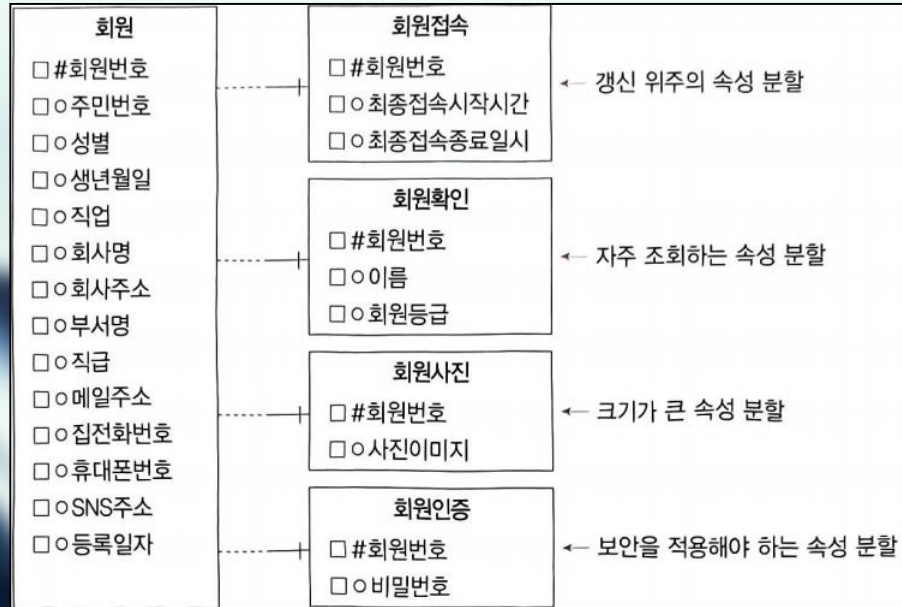 회원
□ #회원번호
□ ○주민번호
□ ○성별
□ ○생년월일
□ ○직업
□ ○회사명
□ ○회사주소
□ ○부서명
□ ○직급
□ ○메일주소
□ ○집전화번호
□ ○휴대폰번호
□ ○SNS주소
□ ○등록일자
회원접속
□ #회원번호
□ ○최종접속시작시간
□ ○최종접속종료일시
← 갱신 위주의 속성 분할
회원확인
□ #회원번호
□ ○이름
□ ○회원등급
← 자주 조회하는 속성 분할
회원사진
□ #회원번호
□ ○사진이미지
← 크기가 큰 속성 분할
회원인증
□ #회원번호
□ ○비밀번호
← 보안을 적용해야 하는 속성 분할